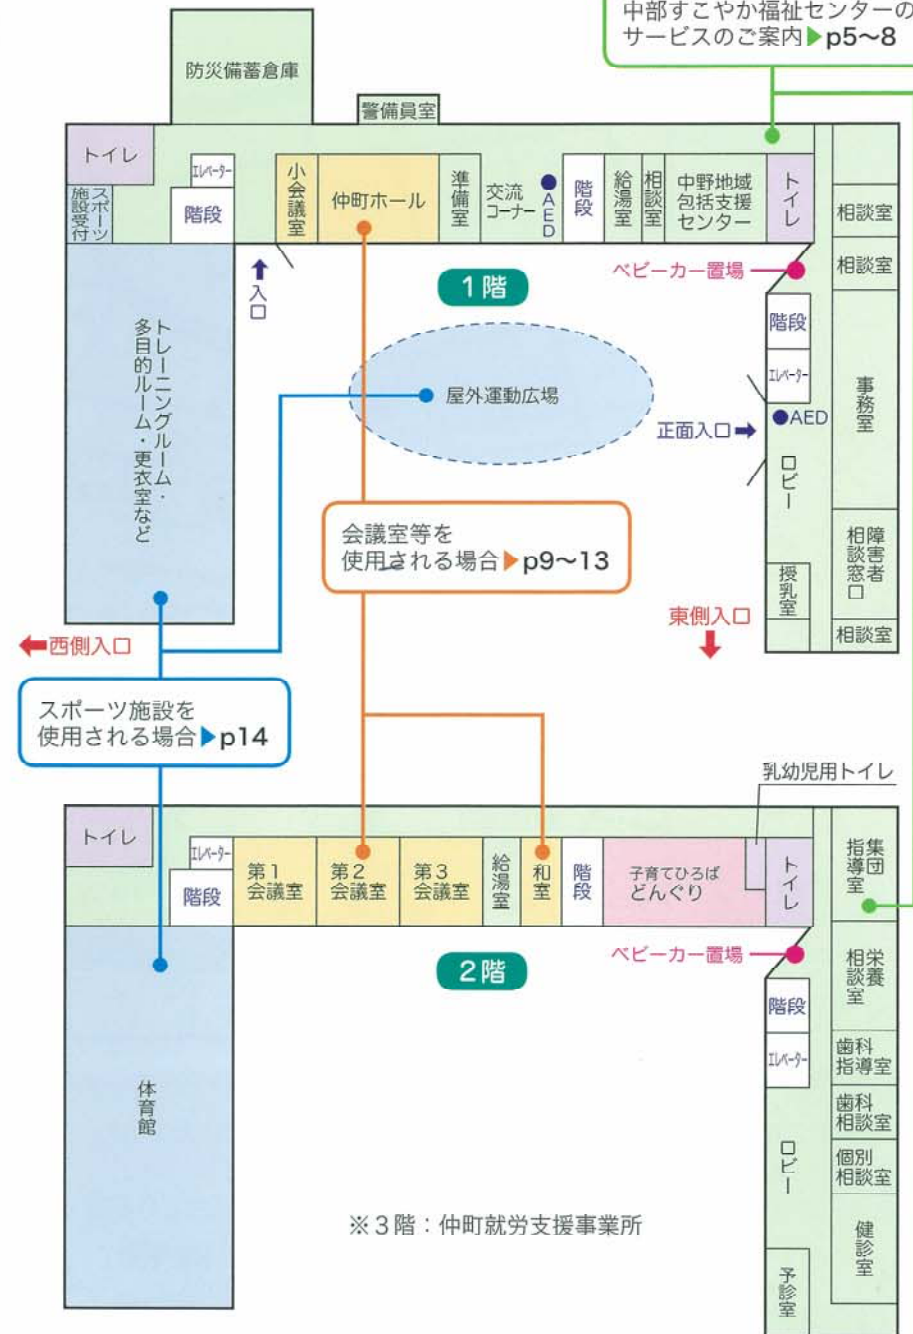 中部すこやか福祉センターの
サービスのご案内▶p5〜8
防災備蓄倉庫
警備員室
トイレ
スポーツ
施設受付
エレベーター
階段
小会議室
仲町ホール
準備室
交流
コーナー
●AED
階段
給湯室
相談室
中野地域
包括支援
センター
トイレ
相談室
相談室
↑入口
1階
ベビーカー置場
階段
エレベーター
トレーニングルーム・
多目的ルーム・更衣室など
屋外運動広場
正面入口➡
●AED
ロビー
事務室
会議室等を
使用される場合▶p9〜13
障害者
相談窓口
授乳室
東側入口
相談室
⬅西側入口
スポーツ施設を
使用される場合▶p14
乳幼児用トイレ
トイレ
エレベーター
階段
第1
会議室
第2
会議室
第3
会議室
給湯室
和室
階段
子育てひろば
どんぐり
トイレ
集団
指導室
2階
ベビーカー置場
栄養
相談室
階段
エレベーター
歯科
指導室
体育館
歯科
相談室
ロビー
個別
相談室
※3階：仲町就労支援事業所
健診室
予診室